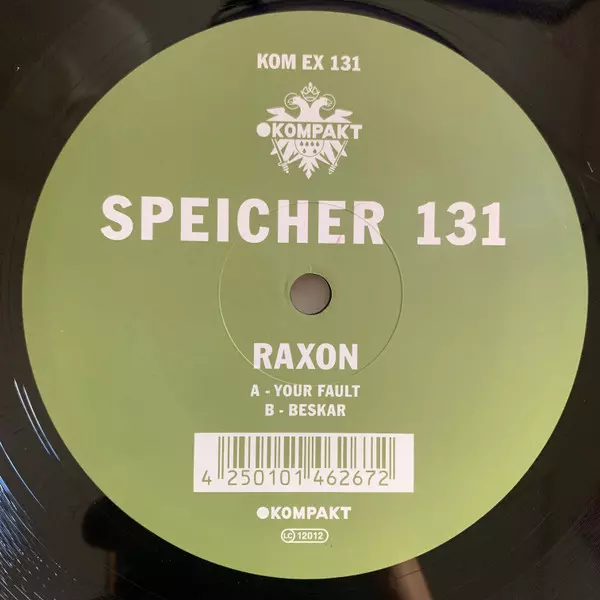 KOM EX 131
KOMPAKT
SPEICHER 131
RAXON
A - YOUR FAULT
B - BESKAR
4 250101 462672
KOMPAKT
LC 12012